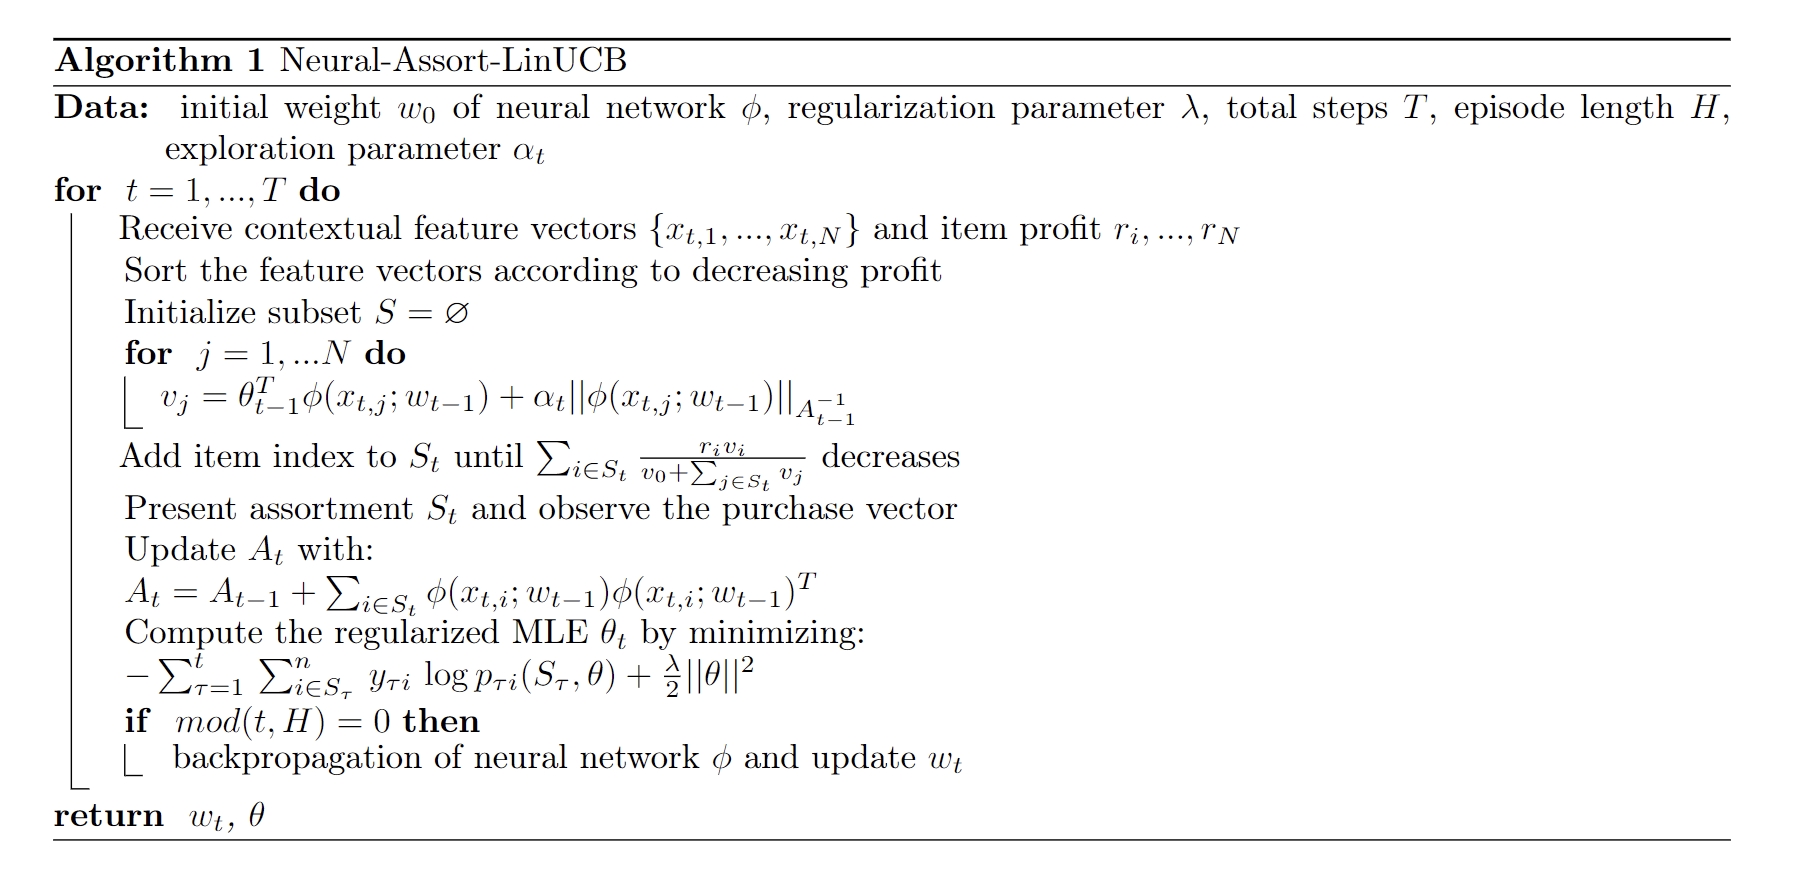 Algorithm 1 Neural-Assort-LinUCB
Data: initial weight $w_0$ of neural network $\phi$, regularization parameter $\lambda$, total steps $T$, episode length $H$,
exploration parameter $\alpha_t$
for $t = 1, ..., T$ do
Receive contextual feature vectors $\{x_{t,1}, ..., x_{t,N}\}$ and item profit $r_i, ..., r_N$
Sort the feature vectors according to decreasing profit
Initialize subset $S = \varnothing$
for $j = 1, ...N$ do
$v_j = \theta_{t-1}^T \phi(x_{t,j}; w_{t-1}) + \alpha_t ||\phi(x_{t,j}; w_{t-1})||_{A_{t-1}^{-1}}$
Add item index to $S_t$ until $\sum_{i \in S_t} \frac{r_i v_i}{v_0 + \sum_{j \in S_t} v_j}$ decreases
Present assortment $S_t$ and observe the purchase vector
Update $A_t$ with:
$A_t = A_{t-1} + \sum_{i \in S_t} \phi(x_{t,i}; w_{t-1}) \phi(x_{t,i}; w_{t-1})^T$
Compute the regularized MLE $\theta_t$ by minimizing:
$-\sum_{\tau=1}^{t} \sum_{i \in S_\tau}^{n} y_{\tau i} \log p_{\tau i}(S_\tau, \theta) + \frac{\lambda}{2} ||\theta||^2$
if $mod(t, H) = 0$ then
backpropagation of neural network $\phi$ and update $w_t$
return $w_t$, $\theta$